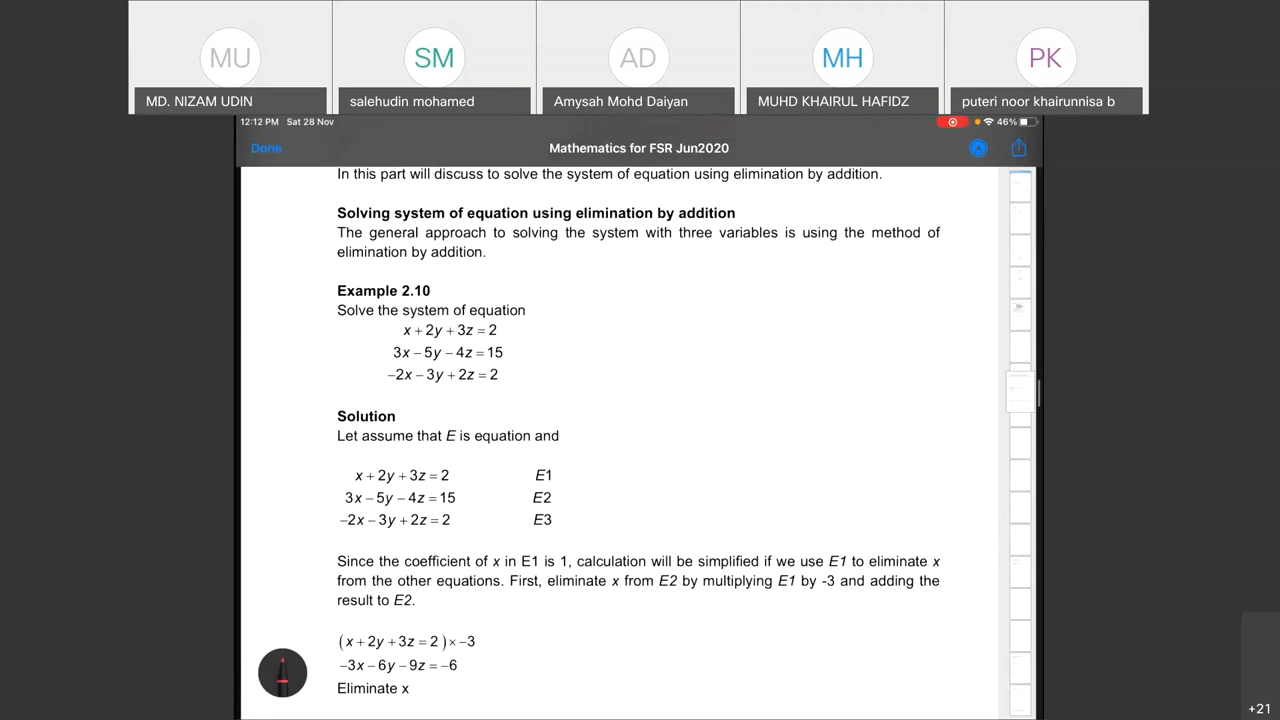 MU
SM
AD
MH
PK
MD. NIZAM UDIN
salehudin mohamed
Amysah Mohd Daiyan
MUHD KHAIRUL HAFIDZ
puteri noor khairunnisa b
12:12 PM Sat 28 Nov
46%
Done
Mathematics for FSR Jun2020
In this part will discuss to solve the system of equation using elimination by addition.
Solving system of equation using elimination by addition
The general approach to solving the system with three variables is using the method of
elimination by addition.
Example 2.10
Solve the system of equation
x + 2y + 3z = 2
3x − 5y − 4z = 15
−2x − 3y + 2z = 2
Solution
Let assume that E is equation and
x + 2y + 3z = 2 E1
3x − 5y − 4z = 15 E2
−2x − 3y + 2z = 2 E3
Since the coefficient of x in E1 is 1, calculation will be simplified if we use E1 to eliminate x
from the other equations. First, eliminate x from E2 by multiplying E1 by -3 and adding the
result to E2.
(x + 2y + 3z = 2) × −3
−3x − 6y − 9z = −6
Eliminate x
+21